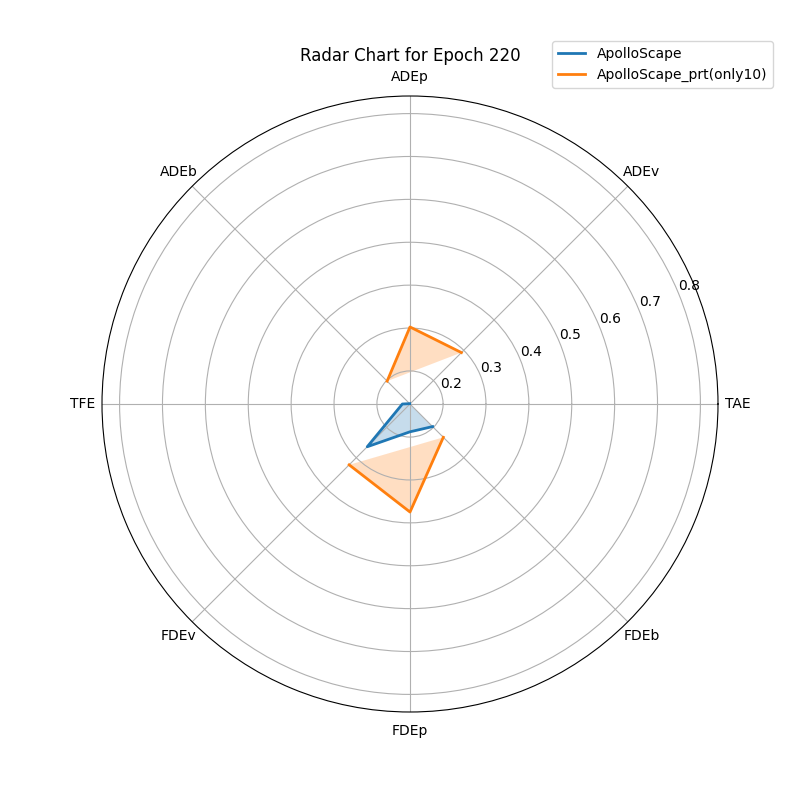 Radar Chart for Epoch 220
ApolloScape
ApolloScape_prt(only10)
ADEp
ADEb
ADEv
0.8
0.7
0.6
0.5
0.4
0.3
0.2
TFE
TAE
FDEv
FDEb
FDEp